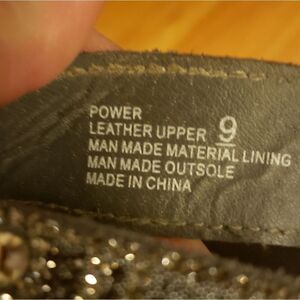 POWER
LEATHER UPPER 9
MAN MADE MATERIAL LINING
MAN MADE OUTSOLE
MADE IN CHINA